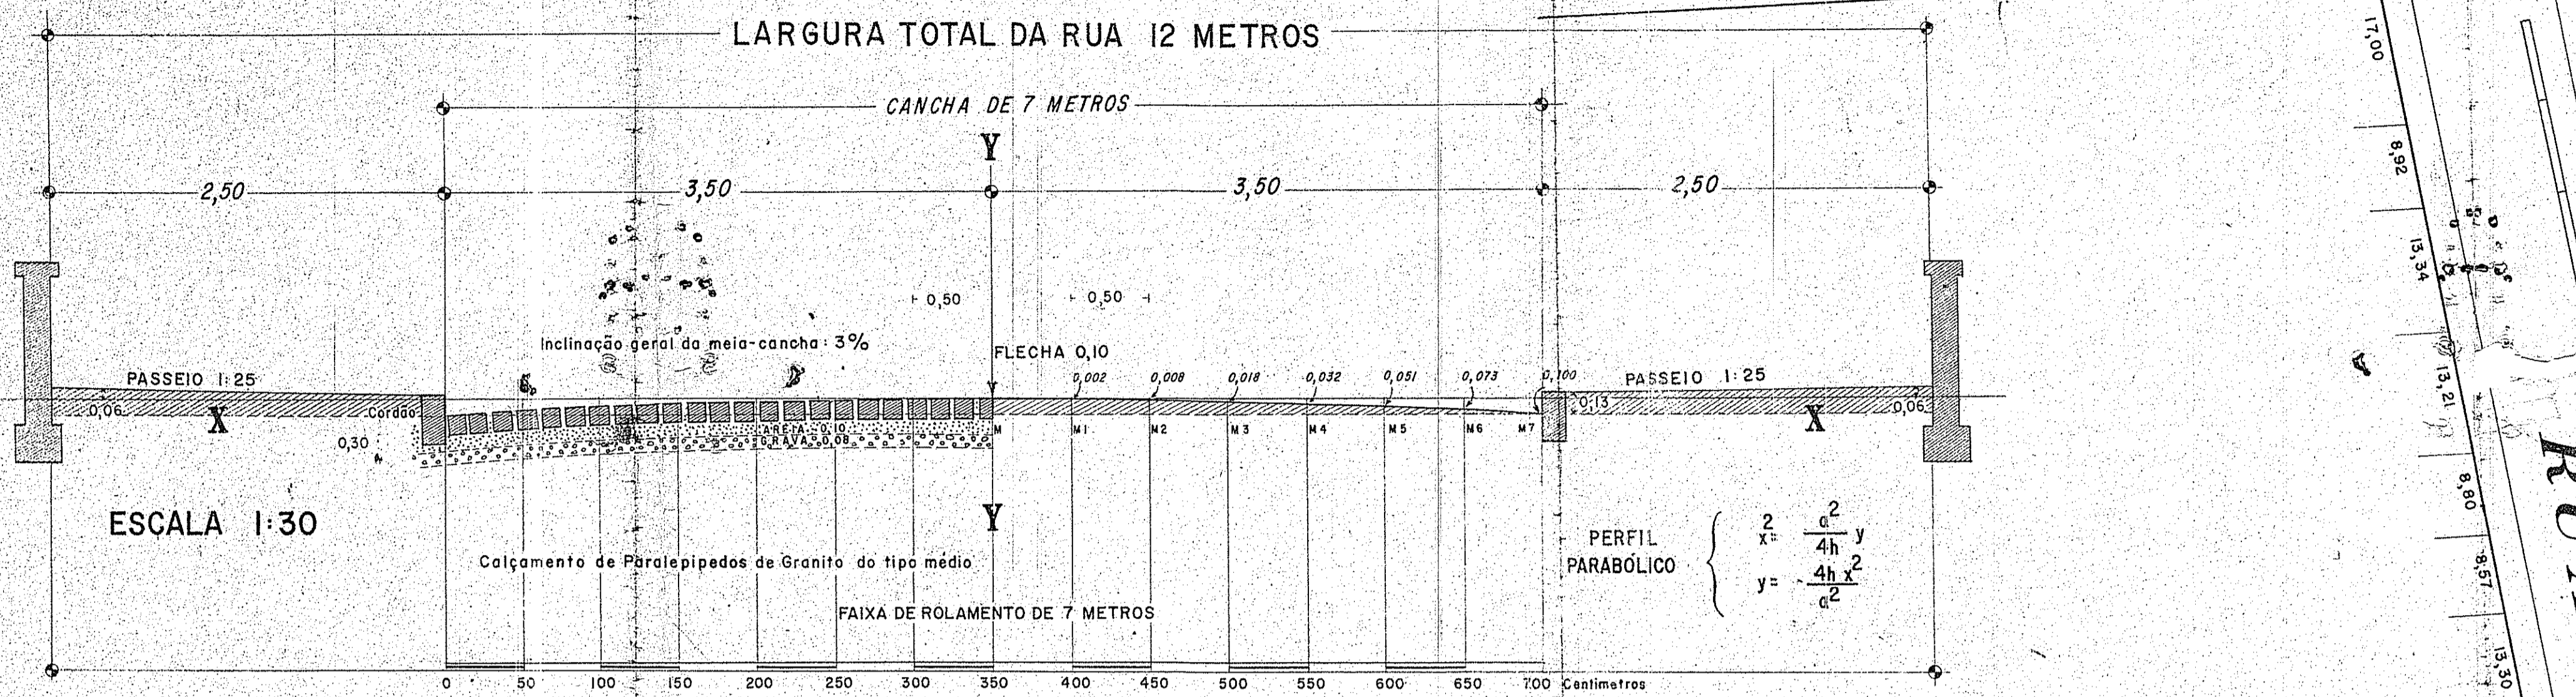 LARGURA TOTAL DA RUA 12 METROS
CANCHA DE 7 METROS
Y
2,50
3,50
3,50
2,50
0,50
0,50
Inclinação geral da meia-cancha: 3%
FLECHA 0,10
PASSEIO 1:25
0,002
0,008
0,018
0,032
0,051
0,073
0,100
PASSEIO 1:25
0,06
X
Cordão
0,13
0,06
X
0,30
AREIA 0,10
GRAVA 0,08
M
M1
M2
M3
M4
M5
M6
M7
ESCALA 1:30
Y
Calçamento de Paralepipedos de Granito do tipo médio
FAIXA DE ROLAMENTO DE 7 METROS
PERFIL
PARABÓLICO
x² = a²/4h y
y = 4h x²/a²
0 50 100 150 200 250 300 350 400 450 500 550 600 650 700 Centimetros
17,00
8,92
13,34
13,21
8,80
8,57
13,30